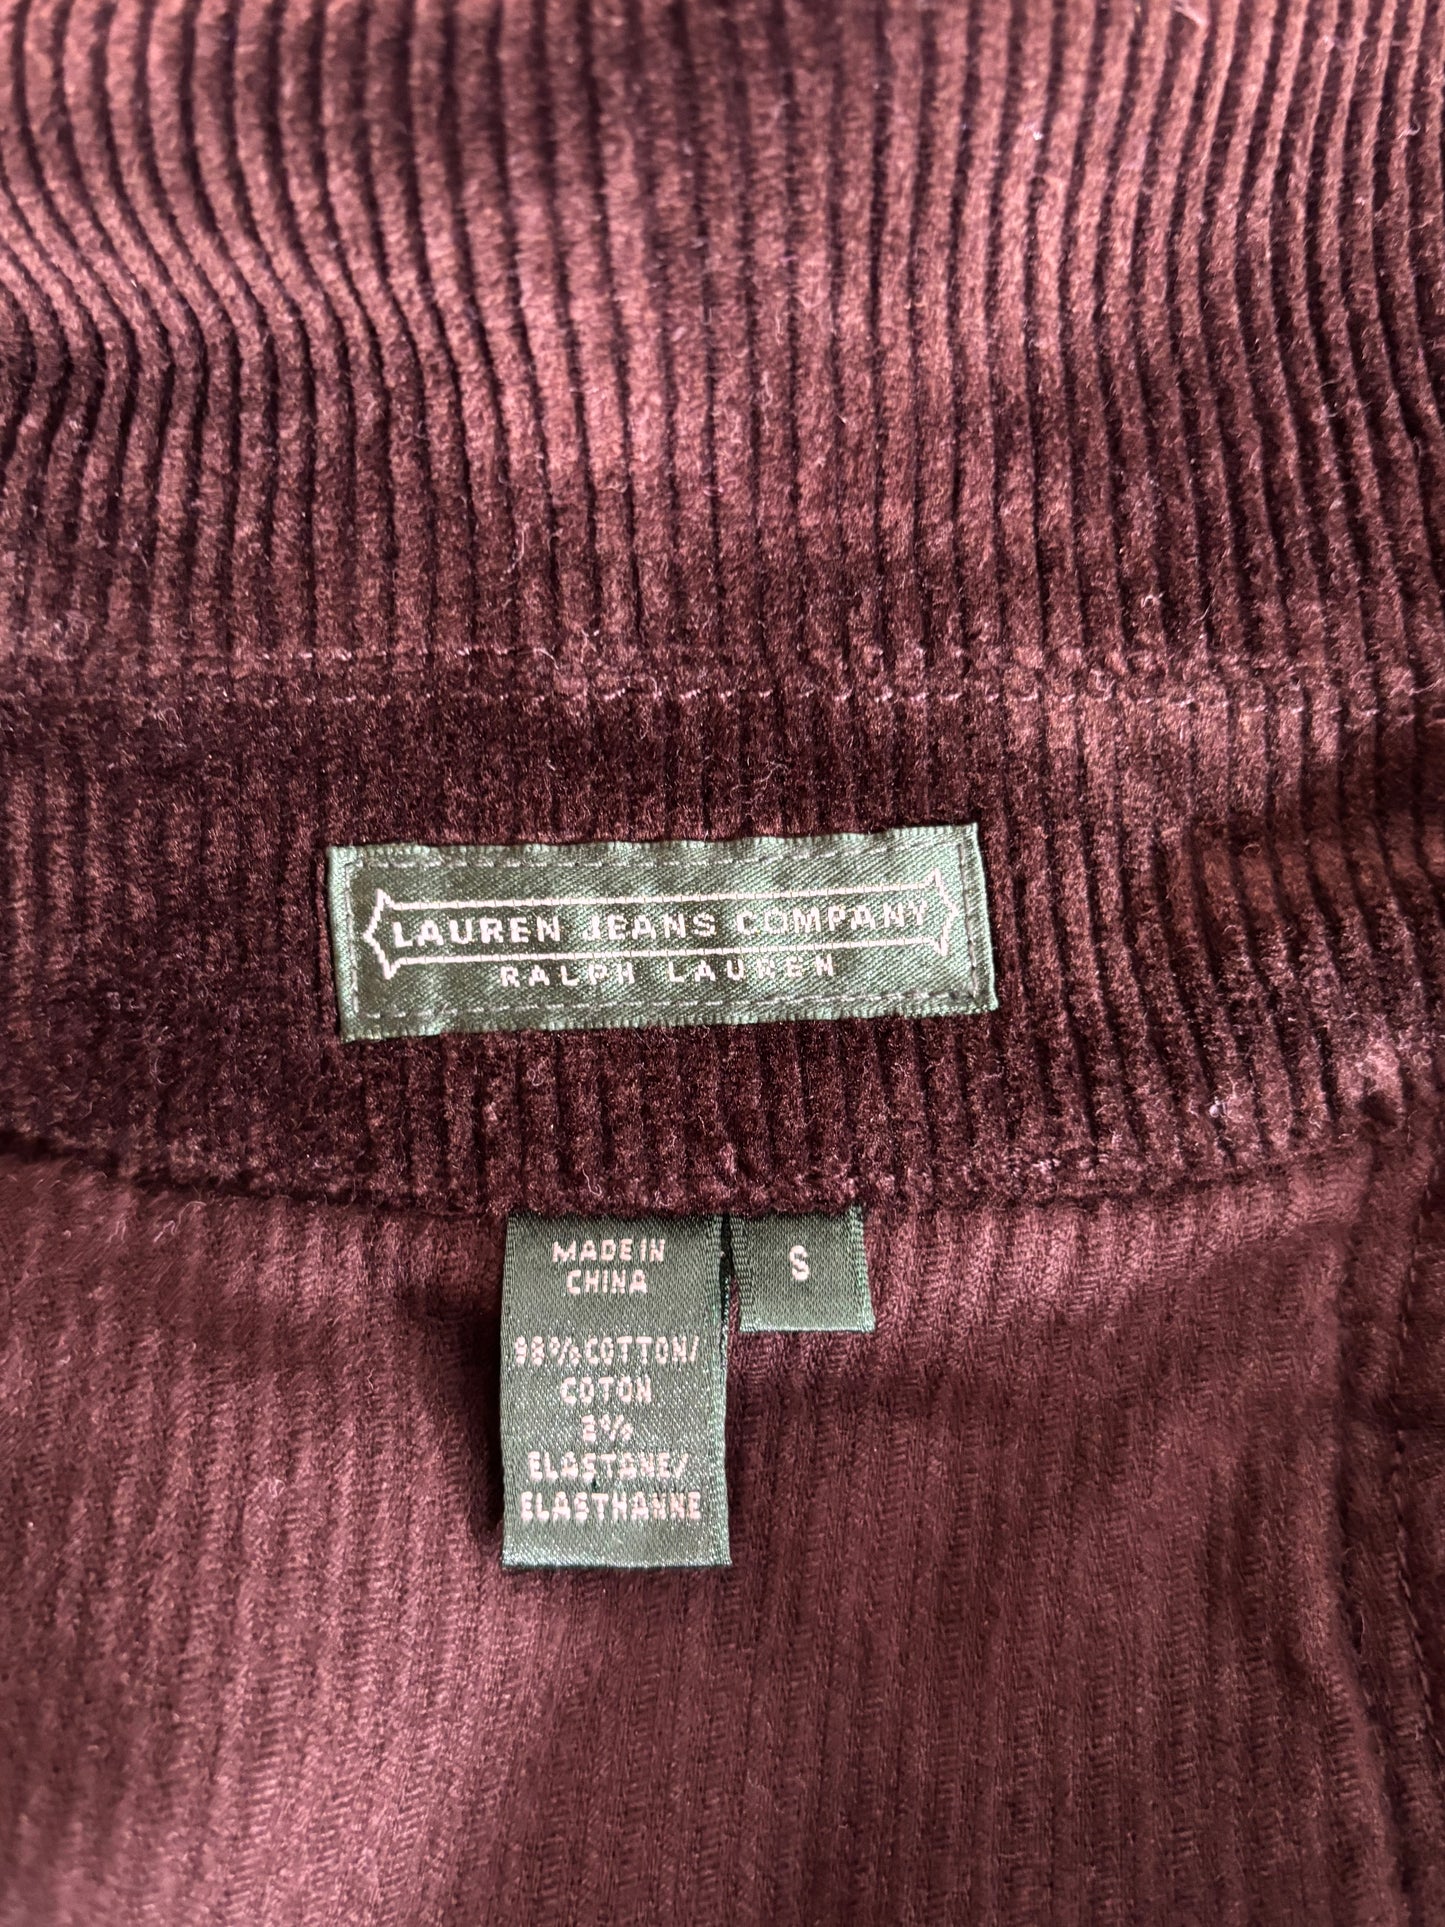 LAUREN JEANS COMPANY
RALPH LAUREN
MADE IN
CHINA
S
98% COTTON/
COTON
2%
ELASTANE/
ELASTHANNE